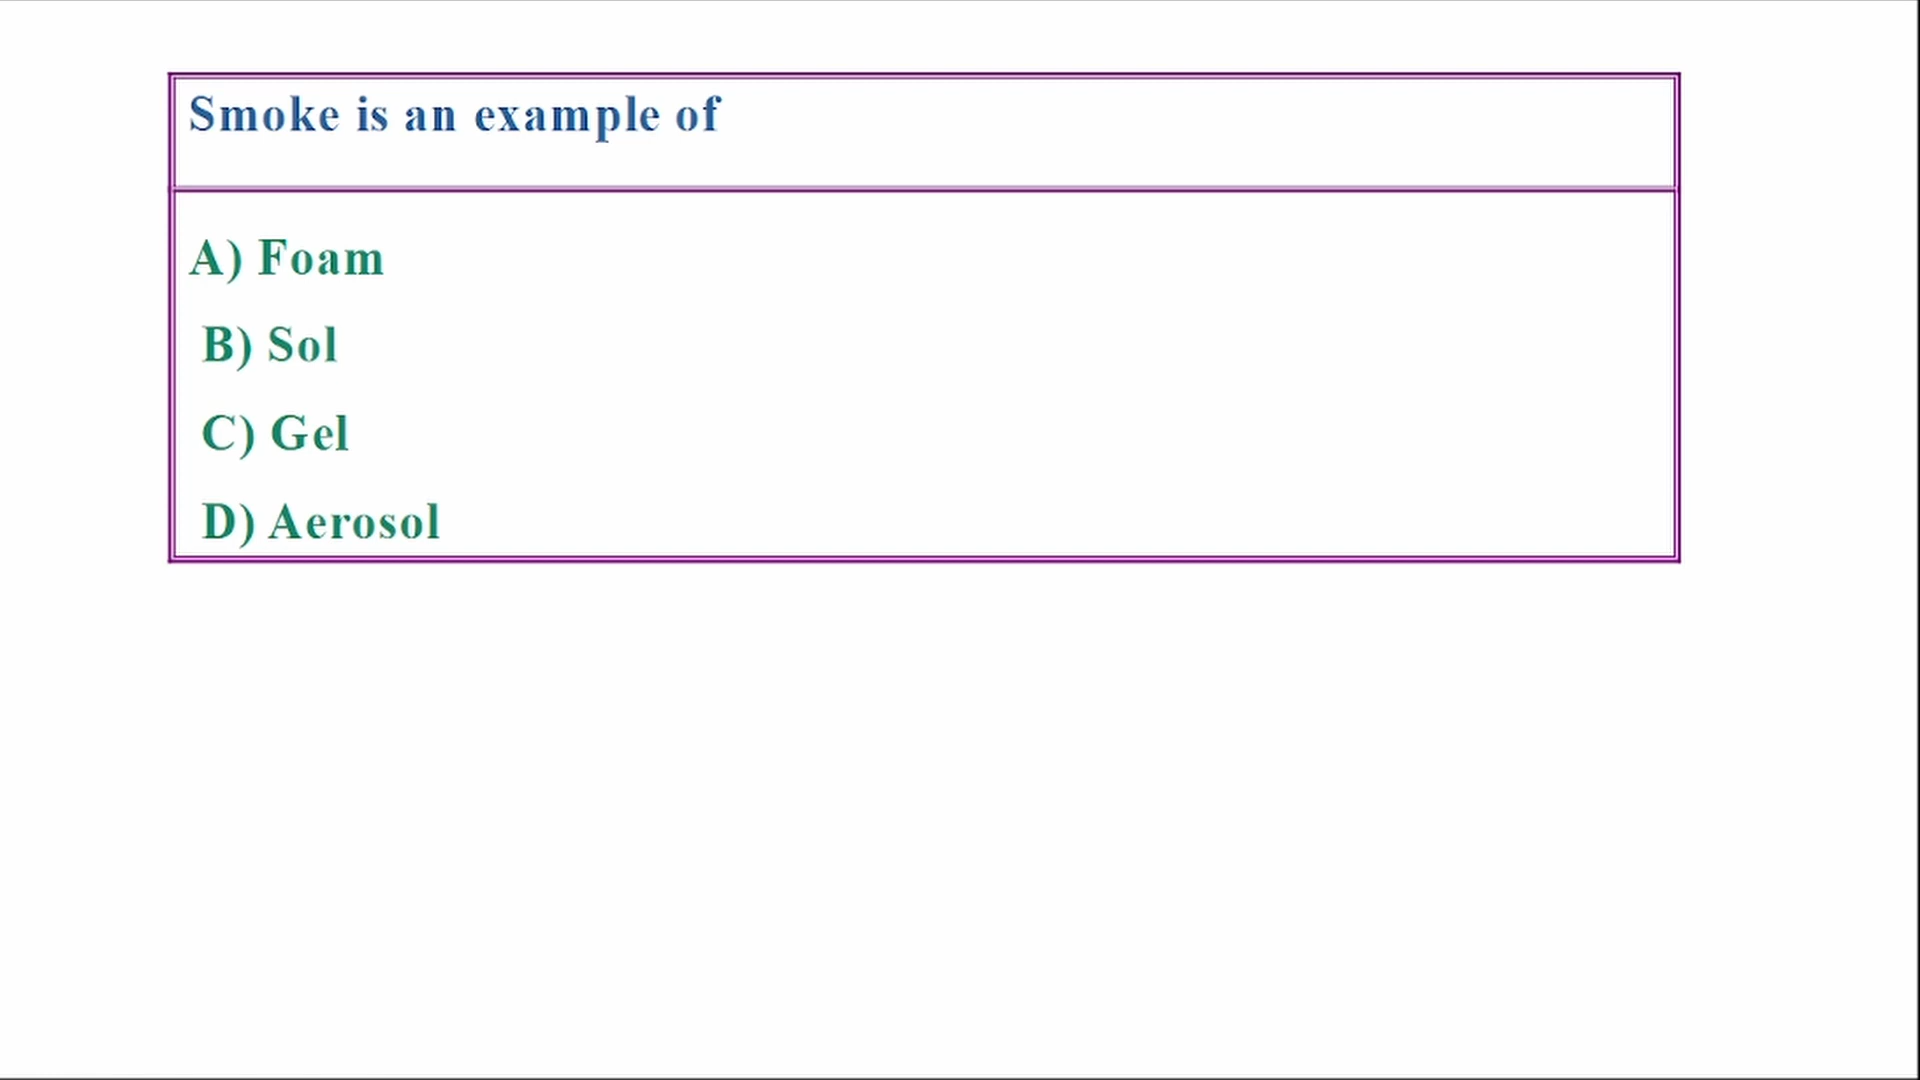 Smoke is an example of
A) Foam
B) Sol
C) Gel
D) Aerosol